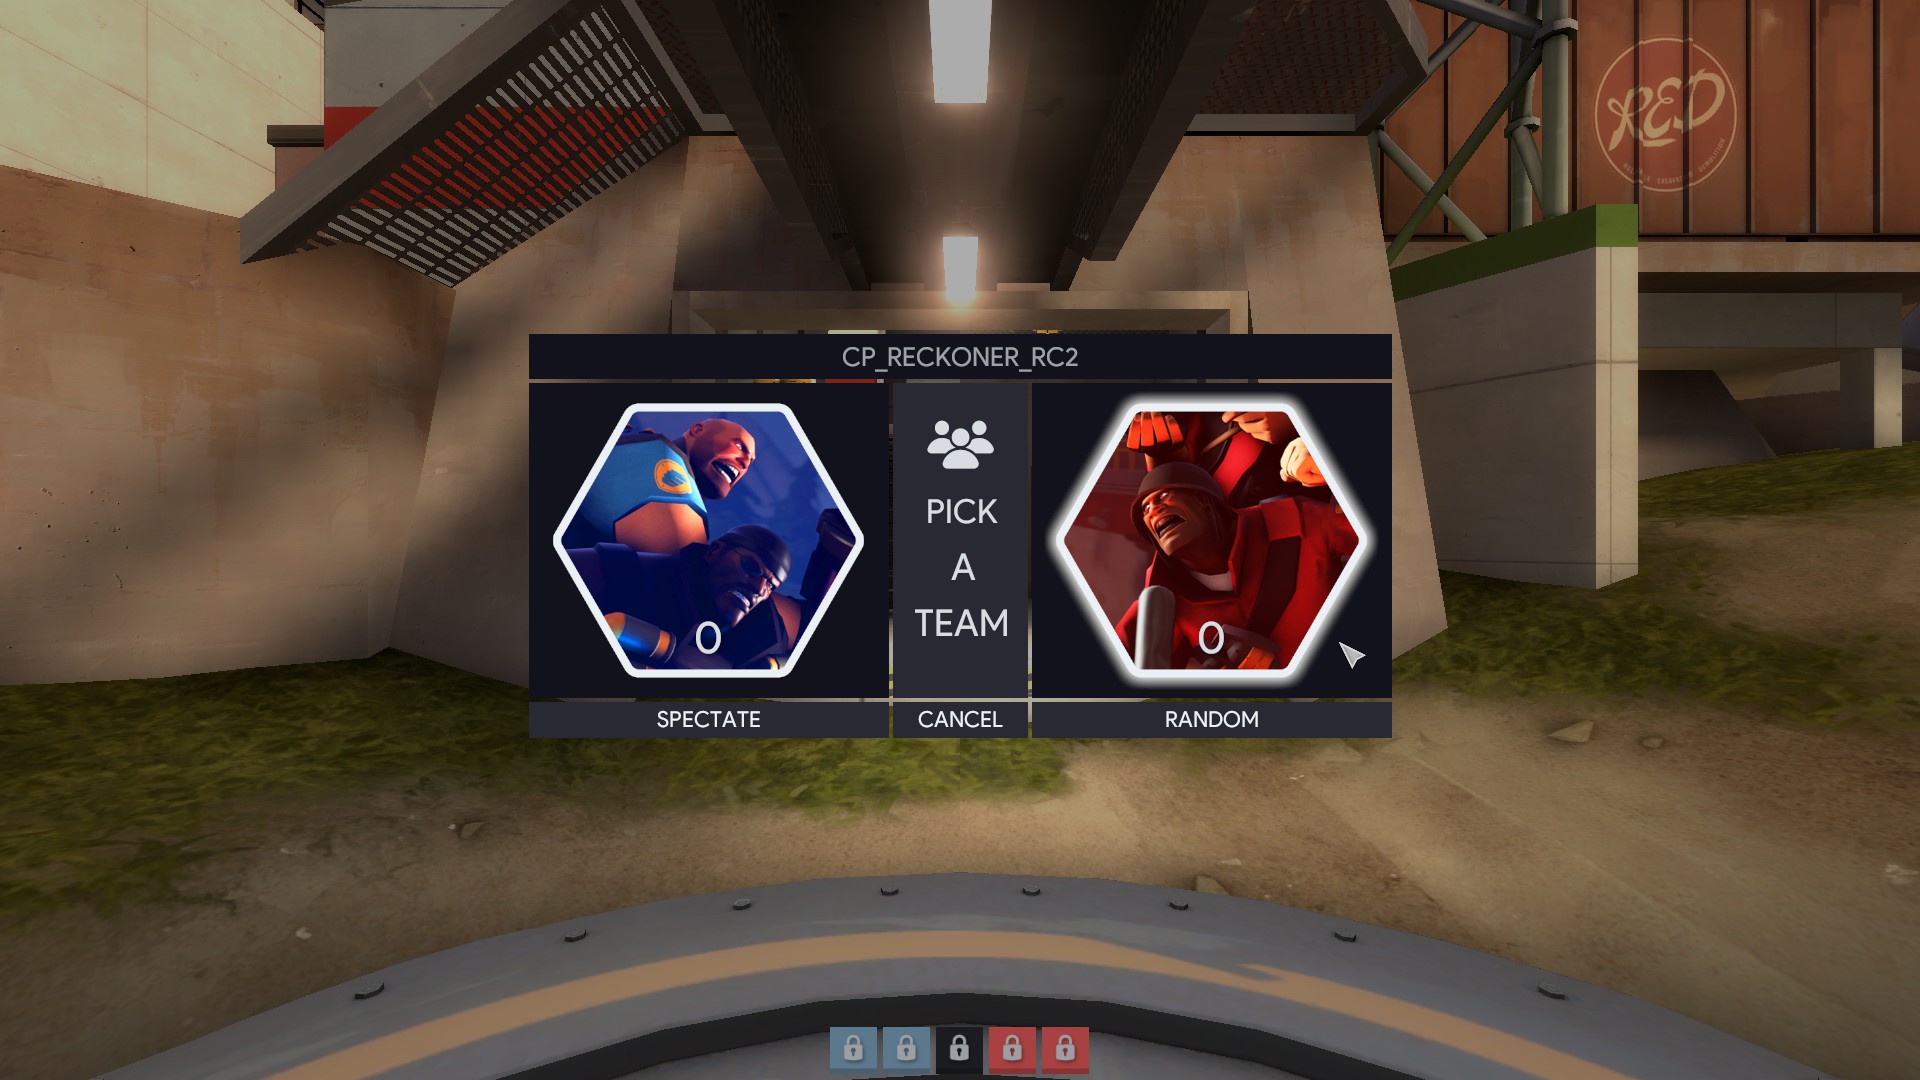 RED
CP_RECKONER_RC2
PICK
A
TEAM
0
0
SPECTATE
CANCEL
RANDOM